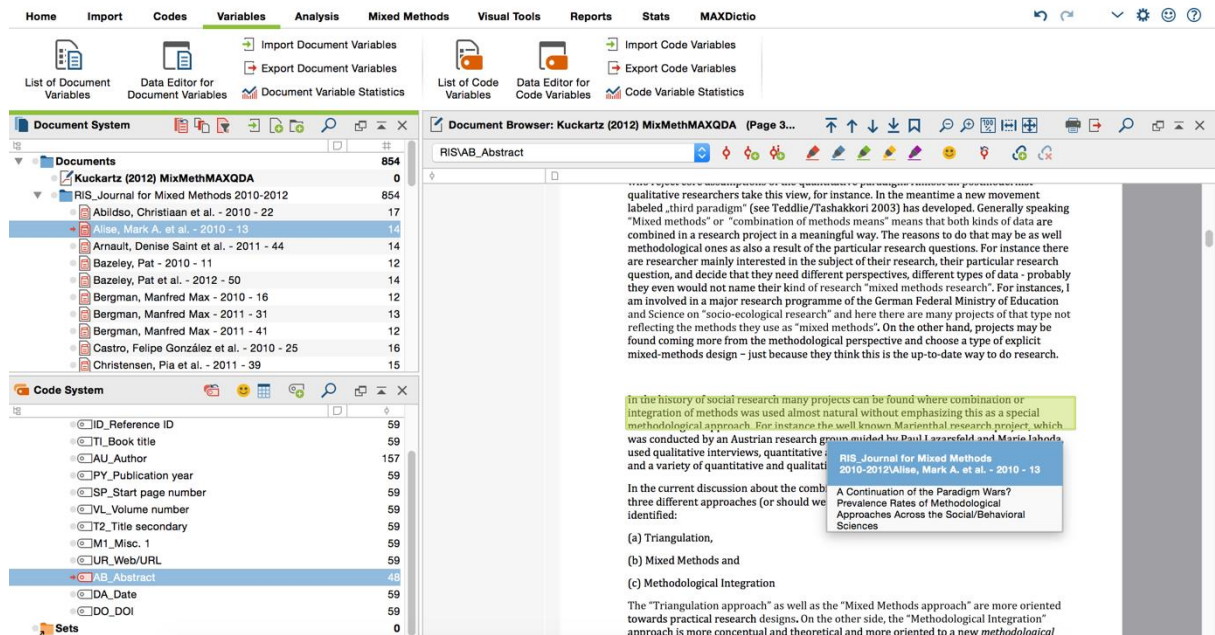 Home Import Codes Variables Analysis Mixed Methods Visual Tools Reports Stats MAXDictio
List of Document Variables
Data Editor for Document Variables
Import Document Variables
Export Document Variables
Document Variable Statistics
List of Code Variables
Data Editor for Code Variables
Import Code Variables
Export Code Variables
Code Variable Statistics
Document System
#
Documents 854
Kuckartz (2012) MixMethMAXQDA 0
RIS_Journal for Mixed Methods 2010-2012 854
Abildso, Christiaan et al. - 2010 - 22 17
Alise, Mark A. et al. - 2010 - 13 14
Arnault, Denise Saint et al. - 2011 - 44 14
Bazeley, Pat - 2010 - 11 12
Bazeley, Pat et al. - 2012 - 50 14
Bergman, Manfred Max - 2010 - 16 12
Bergman, Manfred Max - 2011 - 31 13
Bergman, Manfred Max - 2011 - 41 12
Castro, Felipe González et al. - 2010 - 25 16
Christensen, Pia et al. - 2011 - 39 15
Code System
ID_Reference ID 59
TI_Book title 59
AU_Author 157
PY_Publication year 59
SP_Start page number 59
VL_Volume number 59
T2_Title secondary 59
M1_Misc. 1 59
UR_Web/URL 59
AB_Abstract 48
DA_Date 59
DO_DOI 59
Sets 0
Document Browser: Kuckartz (2012) MixMethMAXQDA (Page 3...
100%
RIS\AB_Abstract
qualitative researchers take this view, for instance. In the meantime a new movement
labeled „third paradigm“ (see Teddlie/Tashakkori 2003) has developed. Generally speaking
“Mixed methods” or “combination of methods means” means that both kinds of data are
combined in a research project in a meaningful way. The reasons to do that may be as well
methodological ones as also a result of the particular research questions. For instance there
are researcher mainly interested in the subject of their research, their particular research
question, and decide that they need different perspectives, different types of data - probably
they even would not name their kind of research “mixed methods research”. For instances, I
am involved in a major research programme of the German Federal Ministry of Education
and Science on “socio-ecological research” and here there are many projects of that type not
reflecting the methods they use as “mixed methods”. On the other hand, projects may be
found coming more from the methodological perspective and choose a type of explicit
mixed-methods design – just because they think this is the up-to-date way to do research.
In the history of social research many projects can be found where combination or
integration of methods was used almost natural without emphasizing this as a special
methodological approach. For instance the well known Marienthal research project, which
was conducted by an Austrian research group guided by Paul Lazarsfeld and Marie Jahoda,
used qualitative interviews, quantitative
and a variety of quantitative and qualitati
In the current discussion about the comb
three different approaches (or should we
identified:
RIS_Journal for Mixed Methods
2010-2012\Alise, Mark A. et al. - 2010 - 13
A Continuation of the Paradigm Wars?
Prevalence Rates of Methodological
Approaches Across the Social/Behavioral
Sciences
(a) Triangulation,
(b) Mixed Methods and
(c) Methodological Integration
The “Triangulation approach” as well as the “Mixed Methods approach” are more oriented
towards practical research designs. On the other side, the “Methodological Integration”
approach is more conceptual and theoretical and more oriented to a new methodological